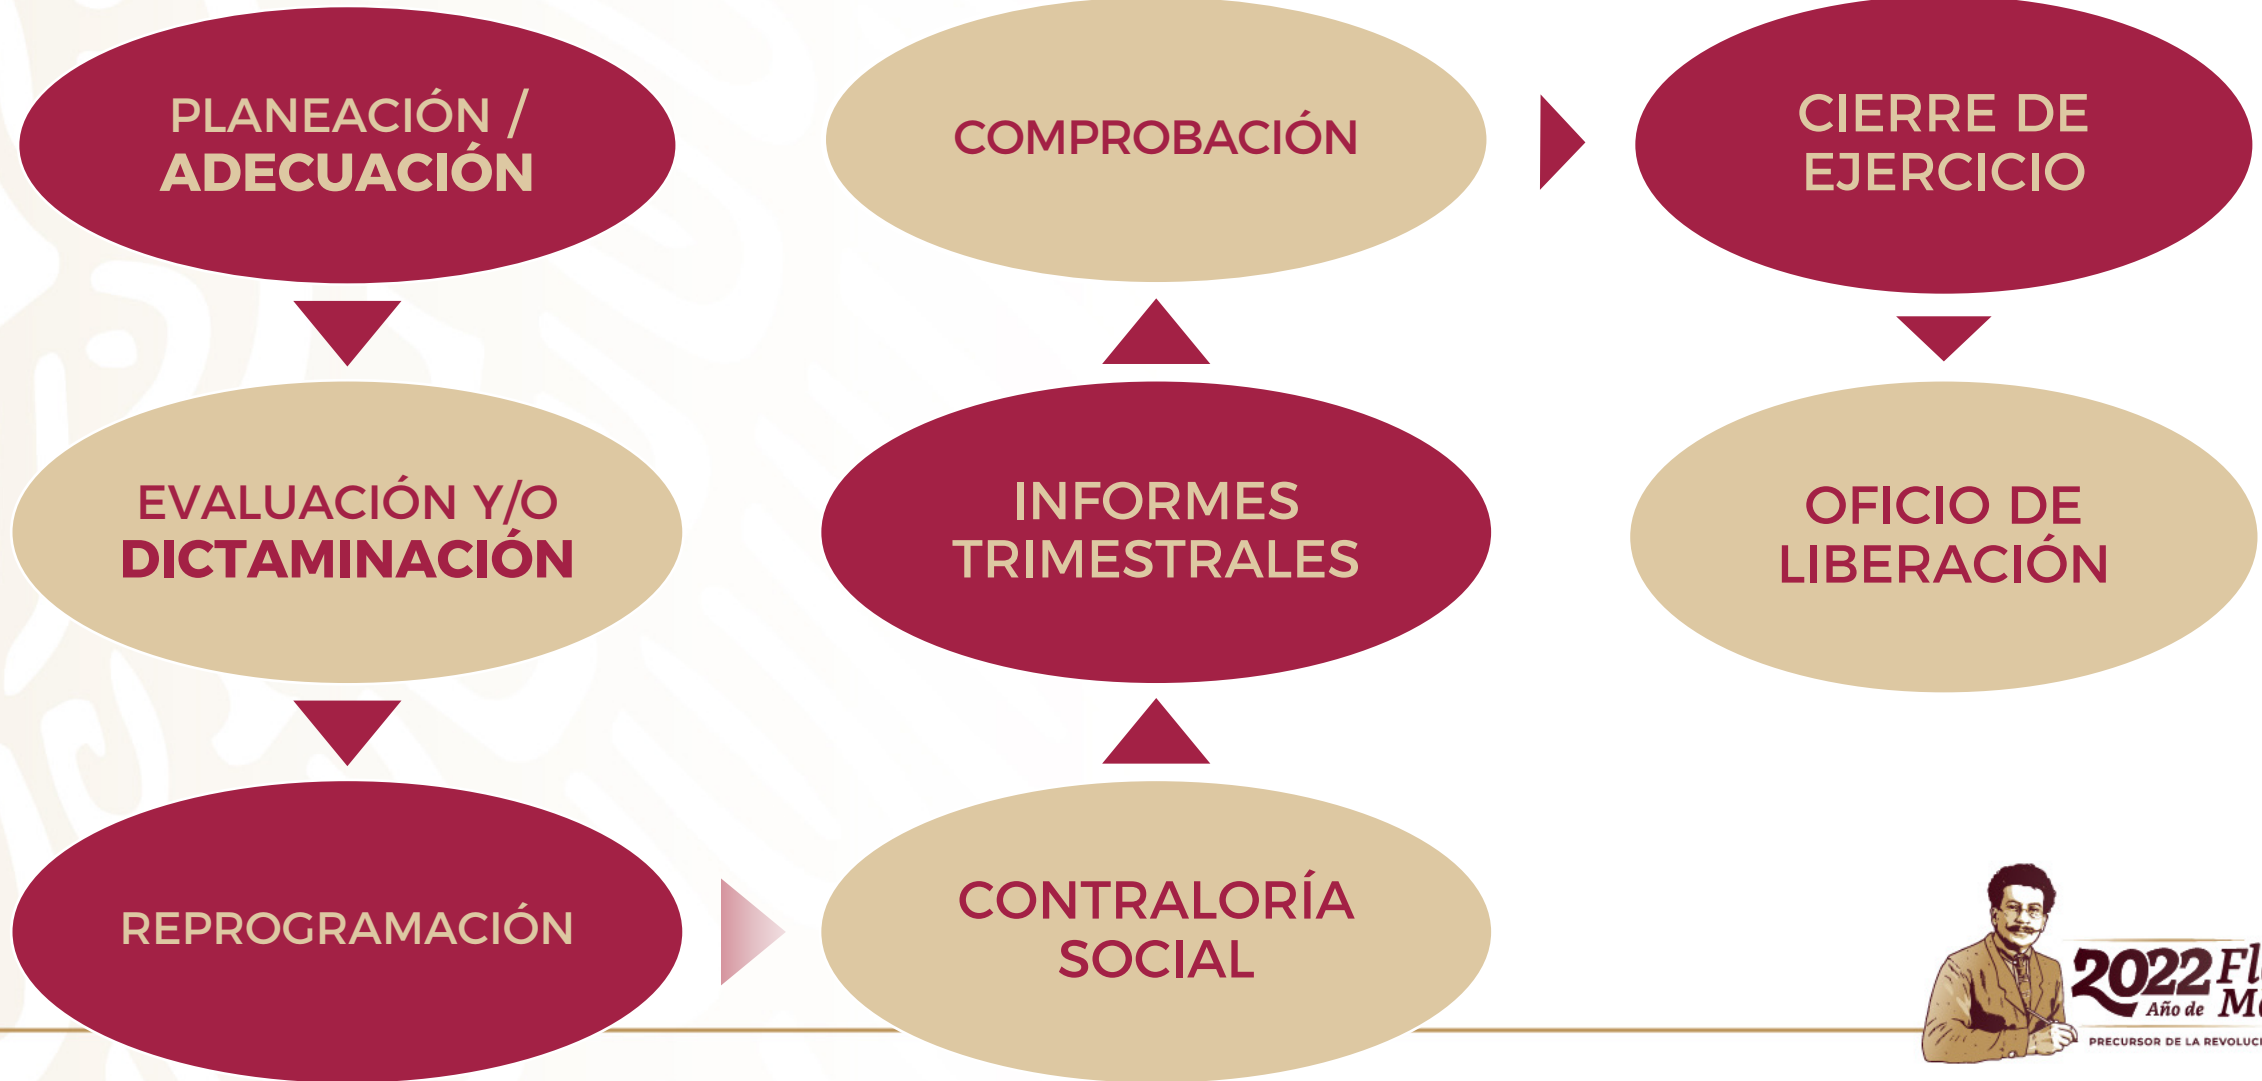 PLANEACIÓN /
ADECUACIÓN
EVALUACIÓN Y/O
DICTAMINACIÓN
REPROGRAMACIÓN
CONTRALORÍA
SOCIAL
INFORMES
TRIMESTRALES
COMPROBACIÓN
CIERRE DE
EJERCICIO
OFICIO DE
LIBERACIÓN
2022
Año de
PRECURSOR DE LA